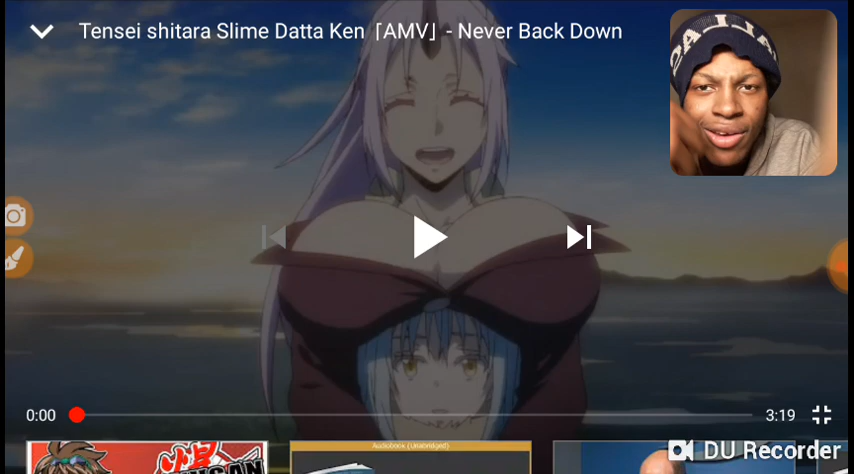 Tensei shitara Slime Datta Ken「AMV」- Never Back Down
0:00
3:19
Audiobook (Unabridged)
DU Recorder